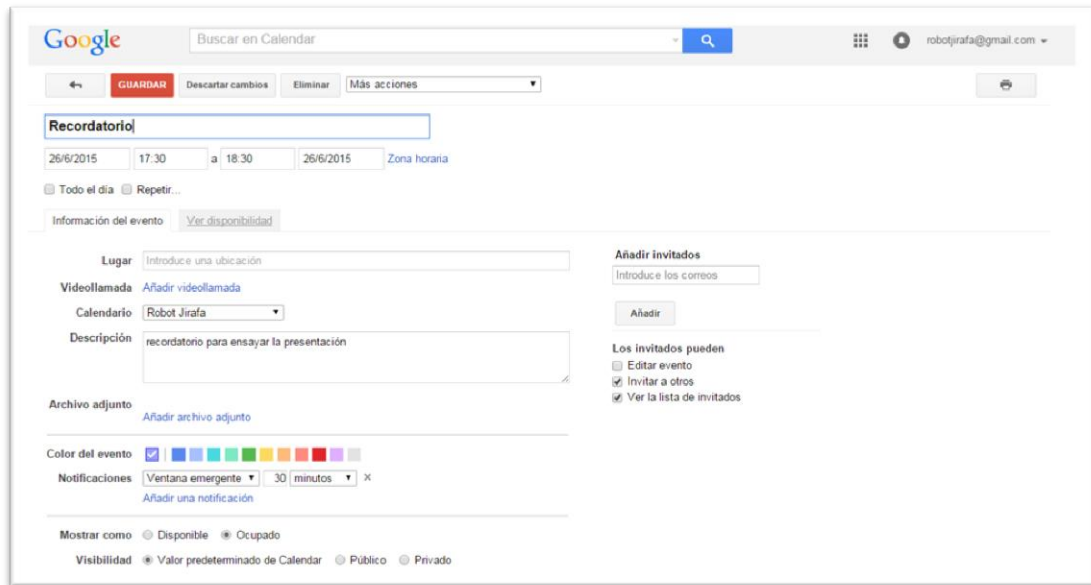 Google Buscar en Calendar robotjirafa@gmail.com
GUARDAR Descartar cambios Eliminar Más acciones
Recordatorio
26/6/2015 17:30 a 18:30 26/6/2015 Zona horaria
Todo el día Repetir...
Información del evento Ver disponibilidad
Lugar Introduce una ubicación
Videollamada Añadir videollamada
Calendario Robot Jirafa
Descripción recordatorio para ensayar la presentación
Archivo adjunto
Añadir archivo adjunto
Color del evento
Notificaciones Ventana emergente 30 minutos x
Añadir una notificación
Mostrar como Disponible Ocupado
Visibilidad Valor predeterminado de Calendar Público Privado
Añadir invitados
Introduce los correos
Añadir
Los invitados pueden
Editar evento
Invitar a otros
Ver la lista de invitados